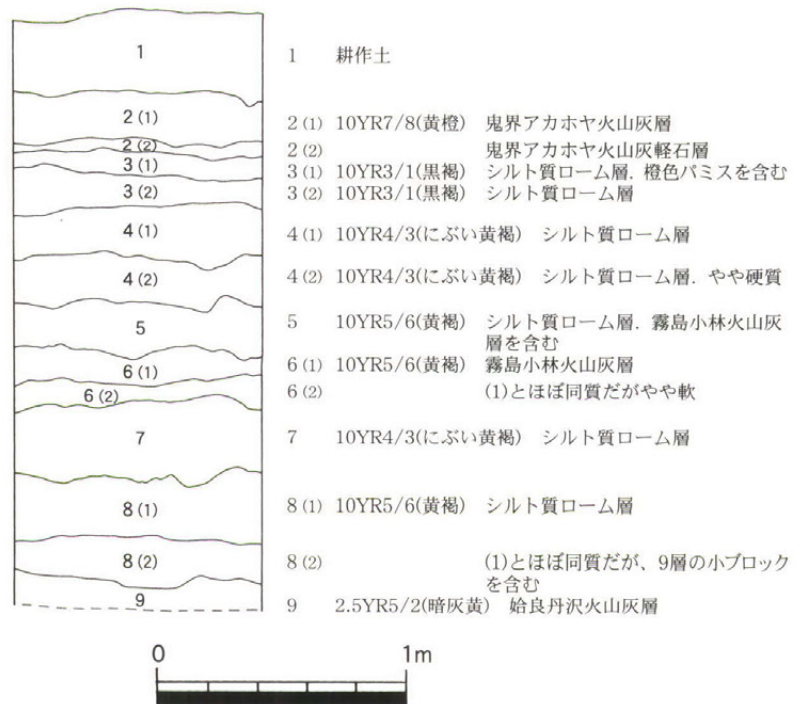 1
2 (1)
2 (2)
3 (1)
3 (2)
4 (1)
4 (2)
5
6 (1)
6 (2)
7
8 (1)
8 (2)
9
1 耕作土
2 (1) 10YR7/8(黄橙) 鬼界アカホヤ火山灰層
2 (2) 鬼界アカホヤ火山灰軽石層
3 (1) 10YR3/1(黒褐) シルト質ローム層. 橙色パミスを含む
3 (2) 10YR3/1(黒褐) シルト質ローム層
4 (1) 10YR4/3(にぶい黄褐) シルト質ローム層
4 (2) 10YR4/3(にぶい黄褐) シルト質ローム層. やや硬質
5 10YR5/6(黄褐) シルト質ローム層. 霧島小林火山灰
層を含む
6 (1) 10YR5/6(黄褐) 霧島小林火山灰層
6 (2) (1)とほぼ同質だがやや軟
7 10YR4/3(にぶい黄褐) シルト質ローム層
8 (1) 10YR5/6(黄褐) シルト質ローム層
8 (2) (1)とほぼ同質だが、9層の小ブロック
を含む
9 2.5YR5/2(暗灰黄) 姶良丹沢火山灰層
0 1m